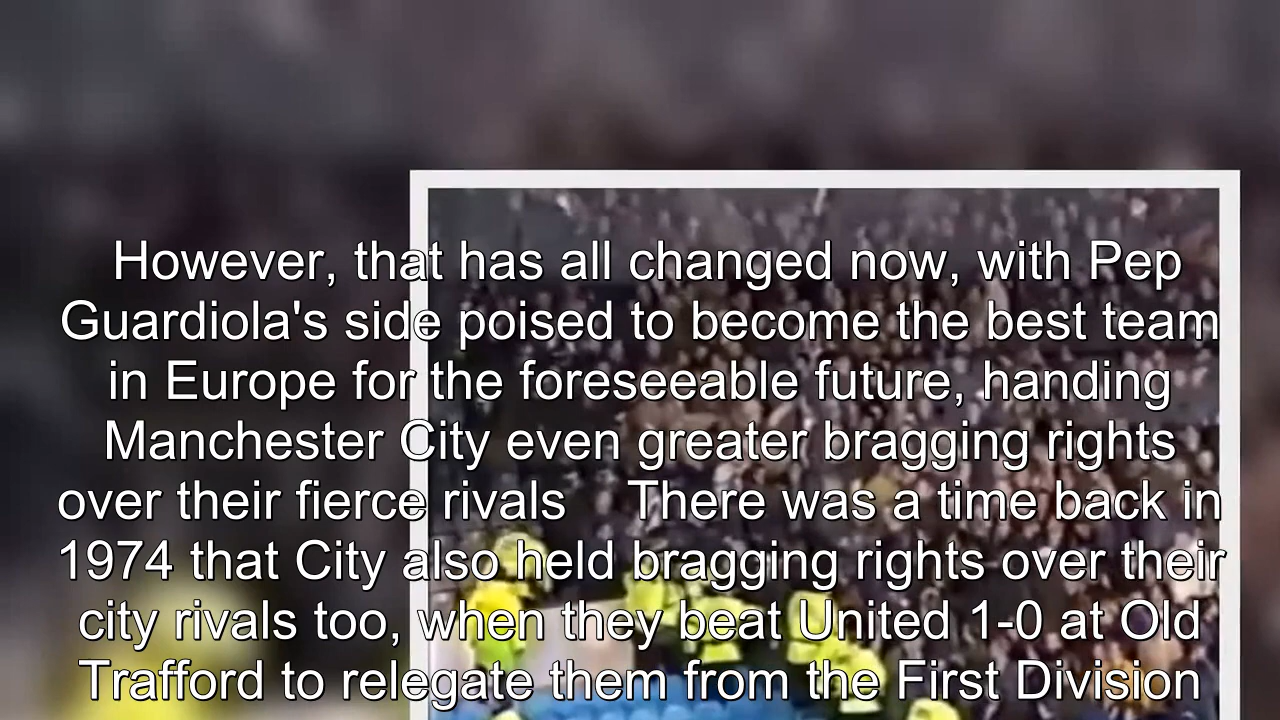 However, that has all changed now, with Pep
Guardiola's side poised to become the best team
in Europe for the foreseeable future, handing
Manchester City even greater bragging rights
over their fierce rivals    There was a time back in
1974 that City also held bragging rights over their
city rivals too, when they beat United 1-0 at Old
Trafford to relegate them from the First Division